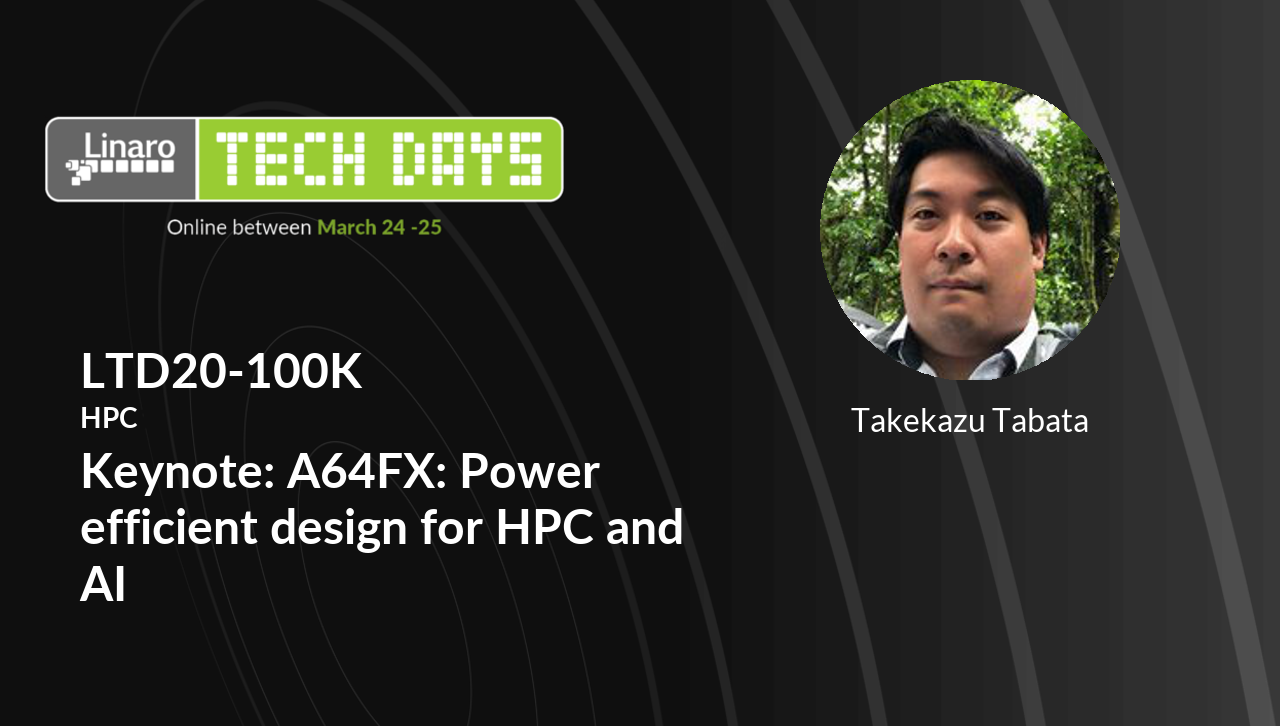 Linaro
TECH DAYS
Online between March 24 -25
LTD20-100K
HPC
Keynote: A64FX: Power
efficient design for HPC and
AI
Takekazu Tabata